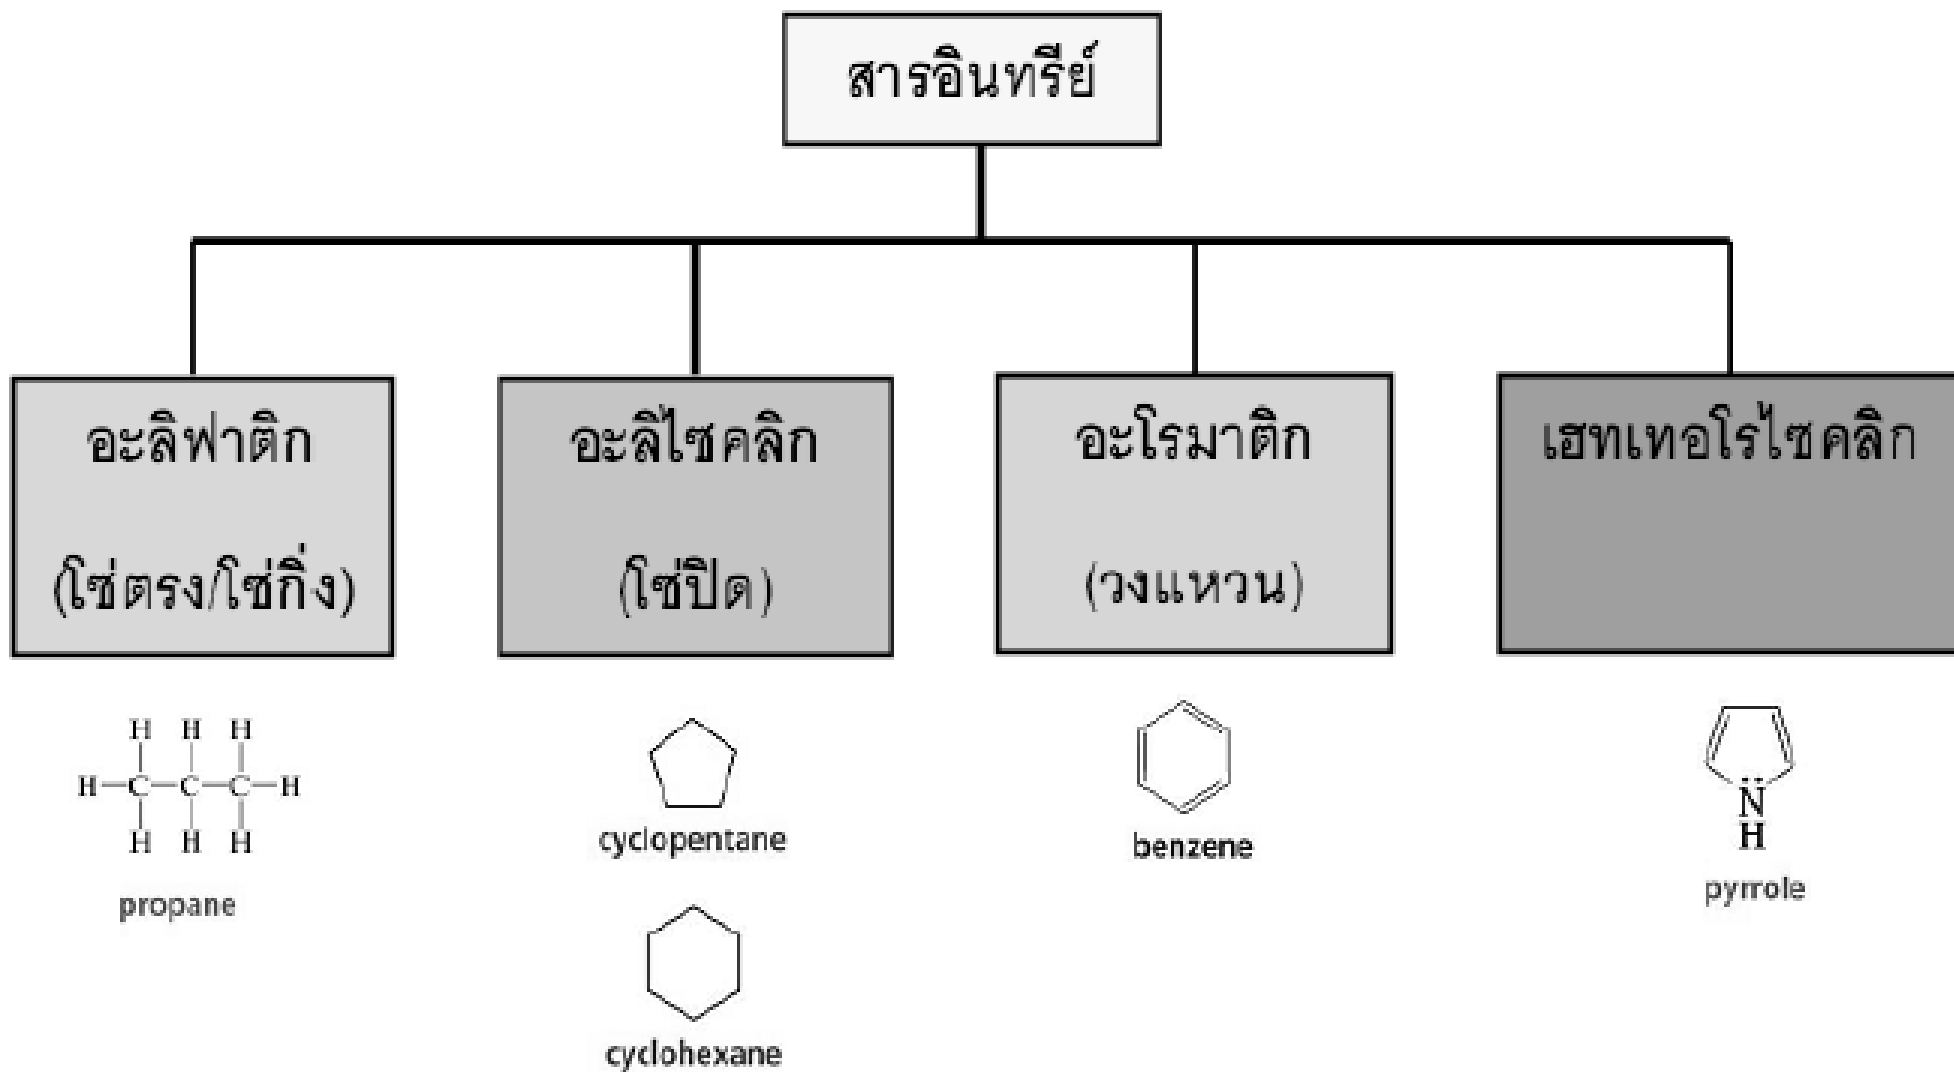 สารอินทรีย์
อะลิฟาติก
(โซ่ตรง/โซ่กิ่ง)
อะลิไซคลิก
(โซ่ปิด)
อะโรมาติก
(วงแหวน)
เฮทเทอโรไซคลิก
H H H
H C C C H
H H H
propane
cyclopentane
cyclohexane
benzene
N
H
pyrrole